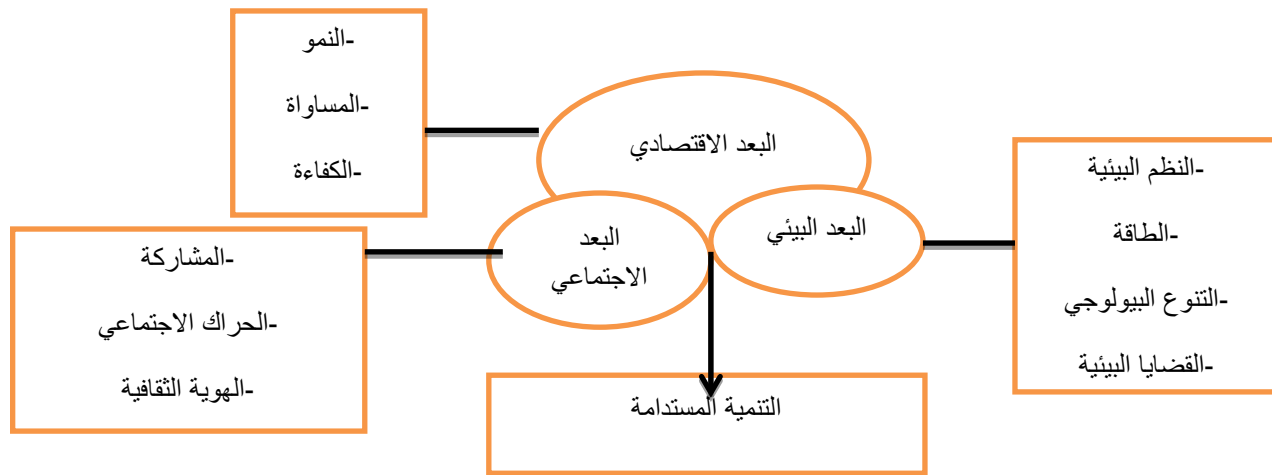 -النمو
-المساواة
-الكفاءة
البعد الاقتصادي
-النظم البيئية
-الطاقة
-التنوع البيولوجي
-القضايا البيئية
البعد البيئي
البعد
الاجتماعي
-المشاركة
-الحراك الاجتماعي
-الهوية الثقافية
التنمية المستدامة